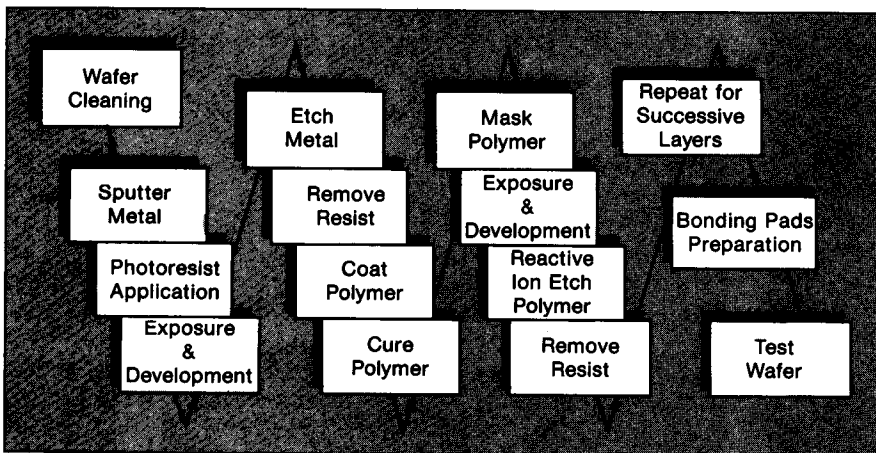 Wafer
Cleaning
Sputter
Metal
Photoresist
Application
Exposure
&
Development
Etch
Metal
Remove
Resist
Coat
Polymer
Cure
Polymer
Mask
Polymer
Exposure
&
Development
Reactive
Ion Etch
Polymer
Remove
Resist
Repeat for
Successive
Layers
Bonding Pads
Preparation
Test
Wafer